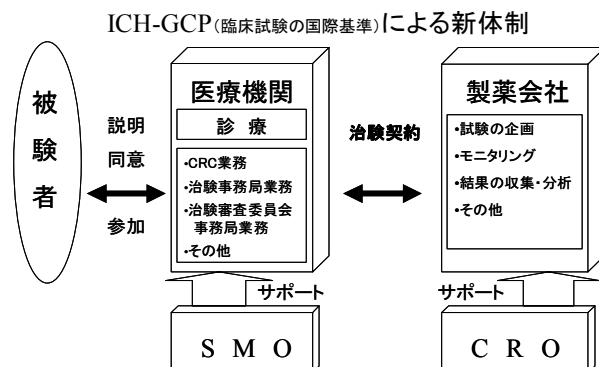 ICH-GCP(臨床試験の国際基準)による新体制
被験者
説明
同意
参加
医療機関
診 療
・CRC業務
・治験事務局業務
・治験審査委員会
事務局業務
・その他
治験契約
製薬会社
・試験の企画
・モニタリング
・結果の収集・分析
・その他
サポート
S M O
サポート
C R O